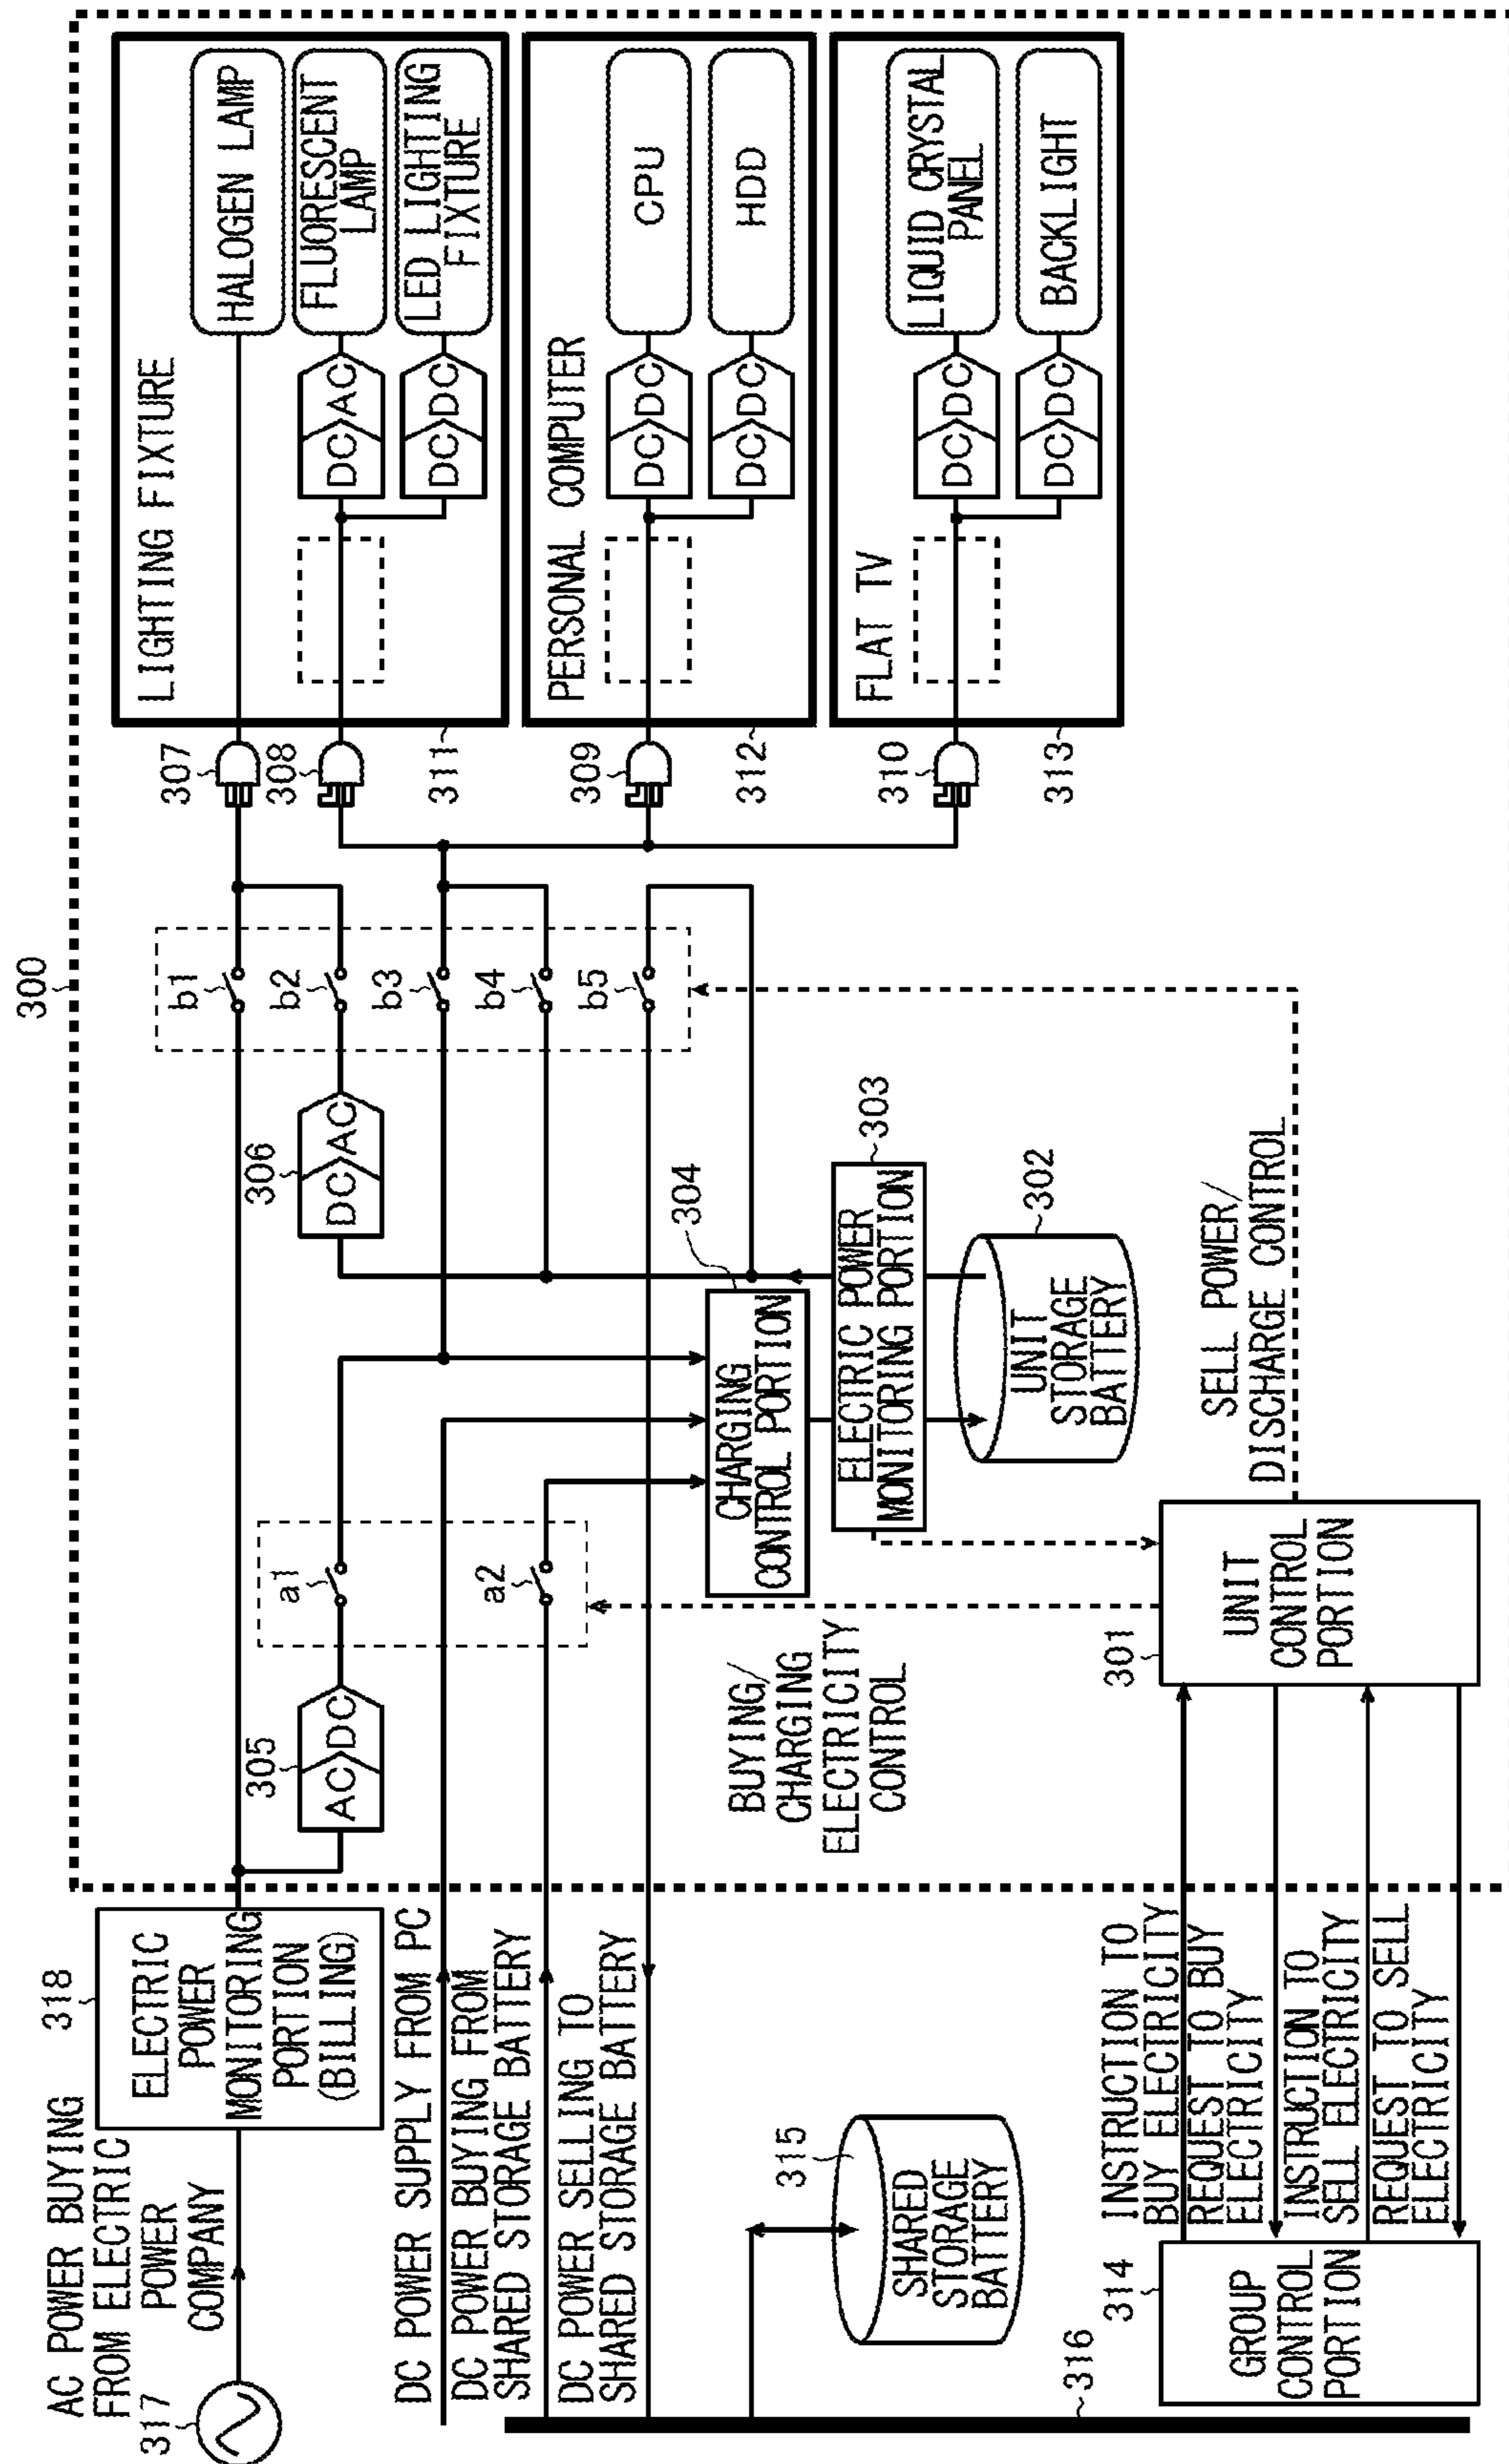 300
AC POWER BUYING
FROM ELECTRIC
POWER
COMPANY
317
318
ELECTRIC
POWER
MONITORING
PORTION
(BILLING)
DC POWER SUPPLY FROM PC
DC POWER BUYING FROM
SHARED STORAGE BATTERY
DC POWER SELLING TO
SHARED STORAGE BATTERY
315
SHARED
STORAGE
BATTERY
316
314
GROUP
CONTROL
PORTION
INSTRUCTION TO
BUY ELECTRICITY
REQUEST TO BUY
ELECTRICITY
INSTRUCTION TO
SELL ELECTRICITY
REQUEST TO SELL
ELECTRICITY
305
AC DC
a1
a2
BUYING/
CHARGING
ELECTRICITY
CONTROL
301
UNIT
CONTROL
PORTION
304
CHARGING
CONTROL PORTION
303
ELECTRIC POWER
MONITORING PORTION
302
UNIT
STORAGE
BATTERY
SELL POWER/
DISCHARGE CONTROL
306
DC AC
b1
b2
b3
b4
b5
307
308
311
309
312
310
313
LIGHTING FIXTURE
HALOGEN LAMP
DC AC
FLUORESCENT
LAMP
DC DC
LED LIGHTING
FIXTURE
PERSONAL COMPUTER
DC DC
CPU
DC DC
HDD
FLAT TV
DC DC
LIQUID CRYSTAL
PANEL
DC DC
BACKLIGHT